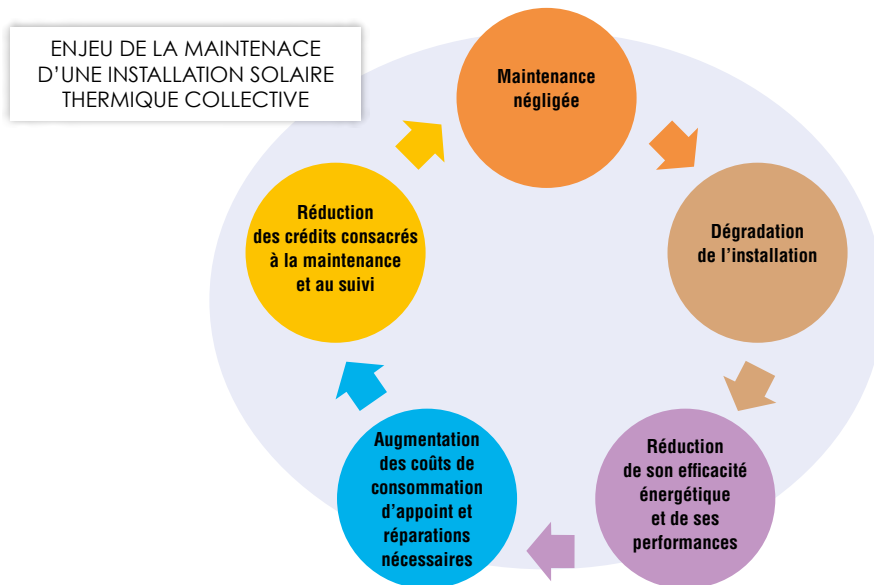 ENJEU DE LA MAINTENACE
D’UNE INSTALLATION SOLAIRE
THERMIQUE COLLECTIVE
Maintenance
négligée
Dégradation
de l’installation
Réduction
de son efficacité
énergétique
et de ses
performances
Augmentation
des coûts de
consommation
d’appoint et
réparations
nécessaires
Réduction
des crédits consacrés
à la maintenance
et au suivi